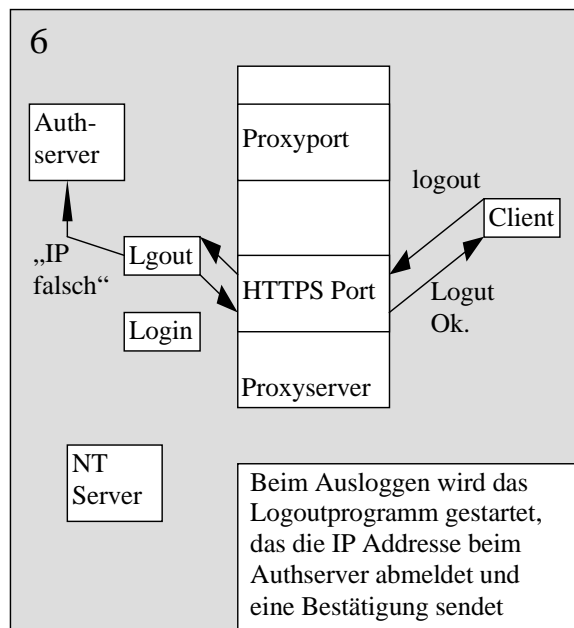 6
Auth-
server
Proxyport
logout
Client
Lgout
„IP
falsch“
HTTPS Port
Logut
Ok.
Login
Proxyserver
NT
Server
Beim Ausloggen wird das
Logoutprogramm gestartet,
das die IP Addresse beim
Authserver abmeldet und
eine Bestätigung sendet